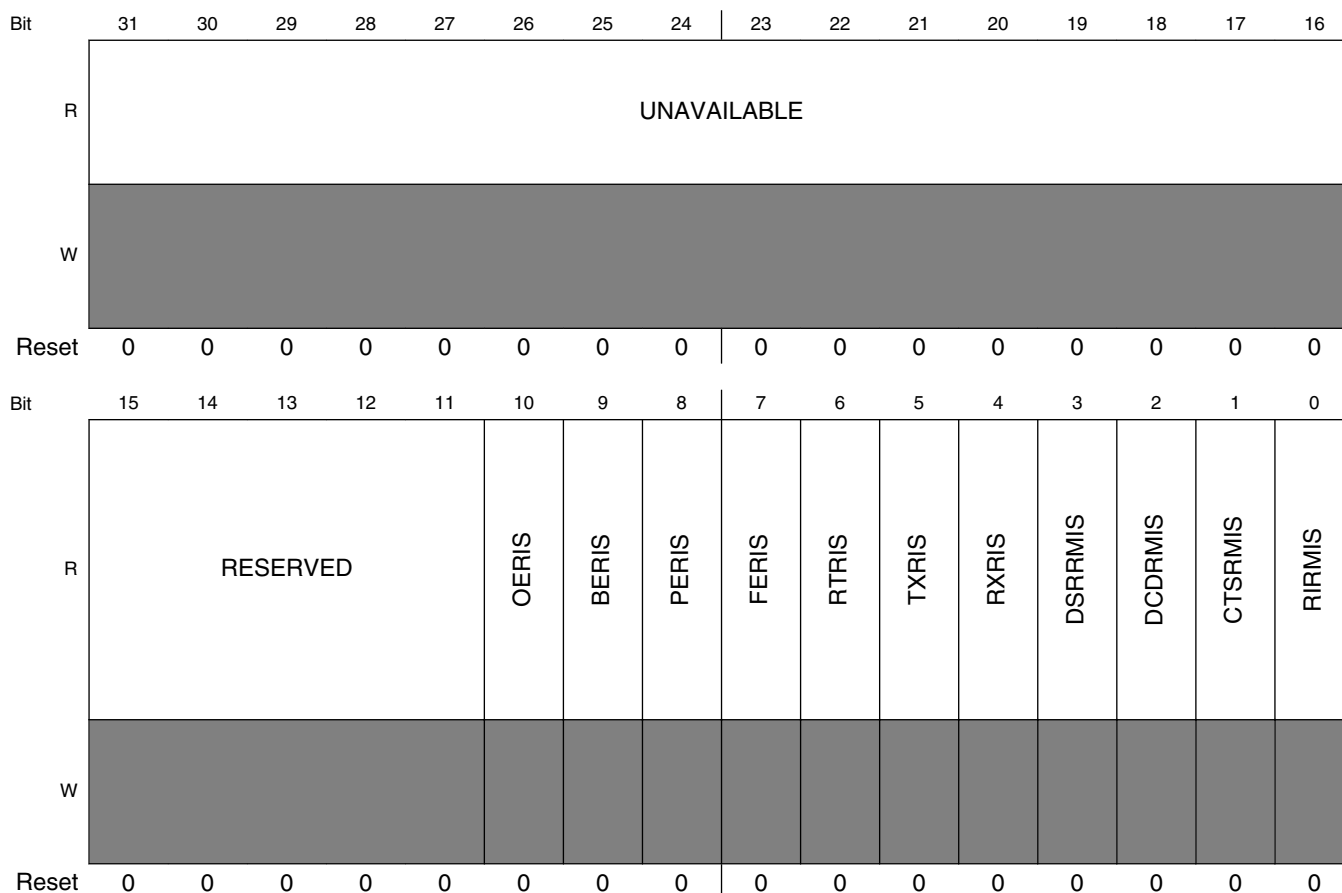 Bit 31 30 29 28 27 26 25 24 23 22 21 20 19 18 17 16
R UNAVAILABLE
W
Reset 0 0 0 0 0 0 0 0 0 0 0 0 0 0 0 0
Bit 15 14 13 12 11 10 9 8 7 6 5 4 3 2 1 0
R RESERVED OERIS BERIS PERIS FERIS RTRIS TXRIS RXRIS DSRRMIS DCDRMIS CTSRMIS RIRMIS
W
Reset 0 0 0 0 0 0 0 0 0 0 0 0 0 0 0 0